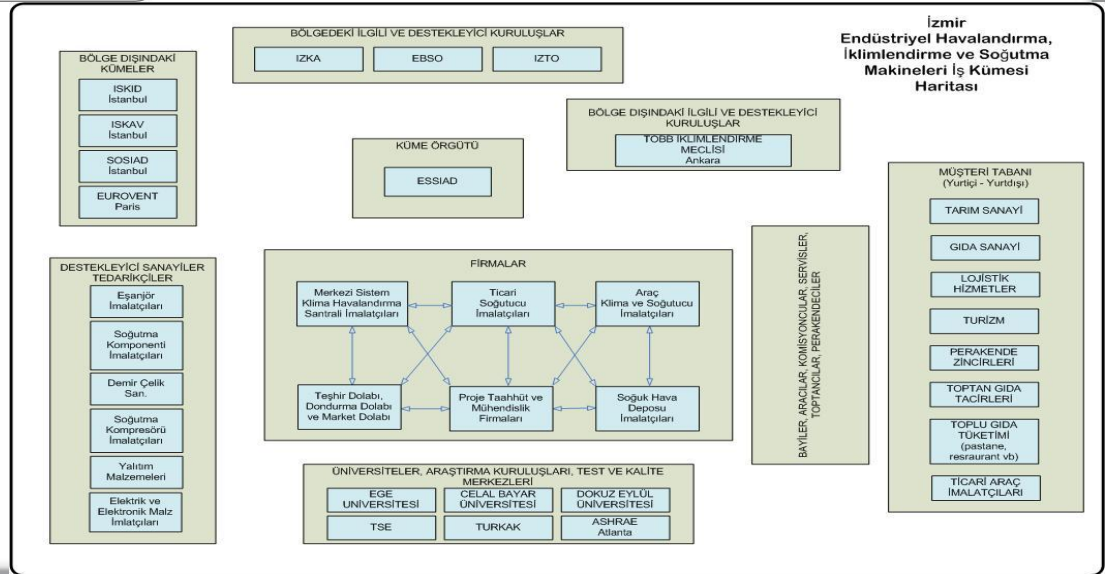 İzmir
Endüstriyel Havalandırma,
İklimlendirme ve Soğutma
Makineleri İş Kümesi
Haritası
BÖLGEDEKİ İLGİLİ VE DESTEKLEYİCİ KURULUŞLAR
IZKA
EBSO
IZTO
BÖLGE DIŞINDAKİ
KÜMELER
ISKID
İstanbul
ISKAV
İstanbul
SOSIAD
İstanbul
EUROVENT
Paris
BÖLGE DIŞINDAKİ İLGİLİ VE DESTEKLEYİCİ
KURULUŞLAR
TOBB İKLİMLENDİRME
MECLİSİ
Ankara
KÜME ÖRGÜTÜ
ESSIAD
MÜŞTERİ TABANI
(Yurtiçi - Yurtdışı)
TARIM SANAYİ
GIDA SANAYİ
LOJİSTİK
HİZMETLER
TURİZM
PERAKENDE
ZİNCİRLERİ
TOPTAN GIDA
TACİRLERİ
TOPLU GIDA
TÜKETİMİ
(pastane,
resraurant vb)
TİCARİ ARAÇ
İMALATÇILARI
DESTEKLEYİCİ SANAYİLER
TEDARİKÇİLER
Eşanjör
İmalatçıları
Soğutma
Komponenti
İmalatçıları
Demir Çelik
San.
Soğutma
Kompresörü
İmalatçıları
Yalıtım
Malzemeleri
Elektrik ve
Elektronik Malz
İmlatçıları
FİRMALAR
Merkezi Sistem
Klima Havalandırma
Santrali İmalatçıları
Ticari
Soğutucu
İmalatçıları
Araç
Klima ve Soğutucu
İmalatçıları
Teşhir Dolabı,
Dondurma Dolabı
ve Market Dolabı
Proje Taahhüt ve
Mühendislik
Firmaları
Soğuk Hava
Deposu
İmalatçıları
BAYİLER, ARACILAR, KOMİSYONCULAR, SERVİSLER,
TOPTANCILAR, PERAKENDECİLER
ÜNİVERSİTELER, ARAŞTIRMA KURULUŞLARI, TEST VE KALİTE
MERKEZLERİ
EGE
UNİVERSİTESİ
CELAL BAYAR
ÜNİVERSİTESİ
DOKUZ EYLÜL
ÜNİVERSİTESİ
TSE
TURKAK
ASHRAE
Atlanta